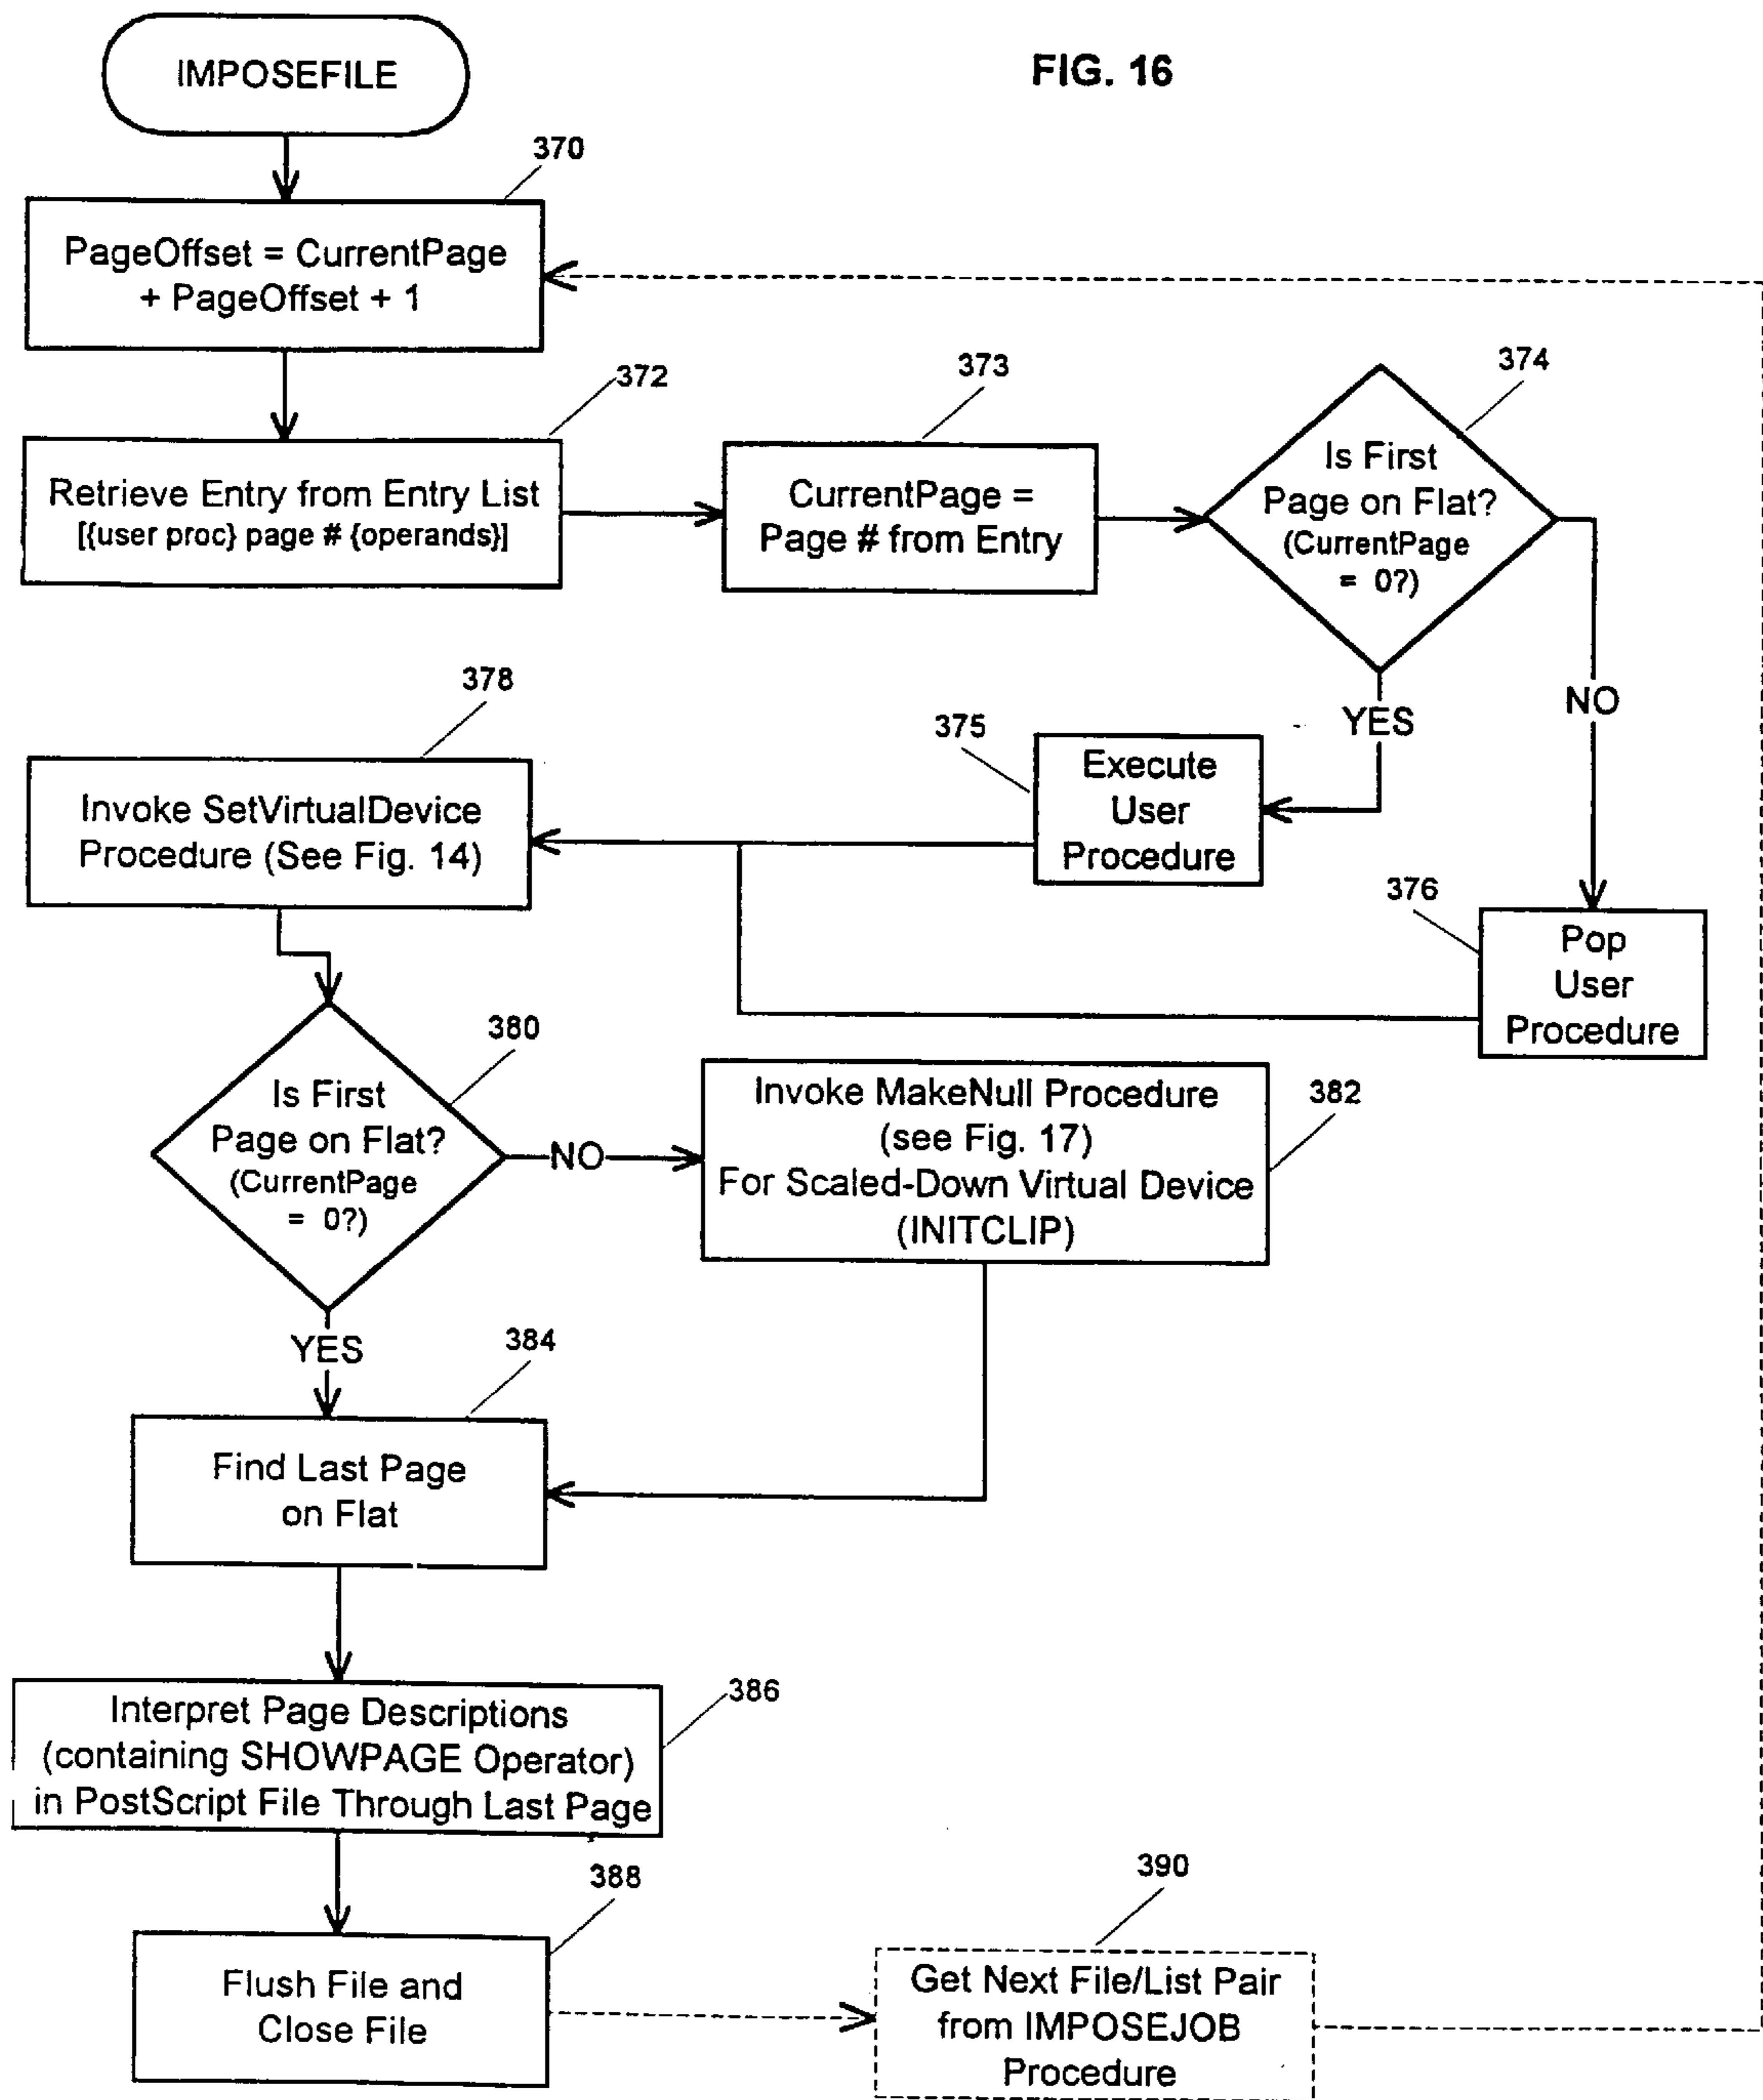 IMPOSEFILE
FIG. 16
370
PageOffset = CurrentPage
+ PageOffset + 1
372
Retrieve Entry from Entry List
[{user proc} page # {operands}]
373
CurrentPage =
Page # from Entry
374
Is First
Page on Flat?
(CurrentPage
= 0?)
YES
NO
375
Execute
User
Procedure
376
Pop
User
Procedure
378
Invoke SetVirtualDevice
Procedure (See Fig. 14)
380
Is First
Page on Flat?
(CurrentPage
= 0?)
NO
YES
382
Invoke MakeNull Procedure
(see Fig. 17)
For Scaled-Down Virtual Device
(INITCLIP)
384
Find Last Page
on Flat
386
Interpret Page Descriptions
(containing SHOWPAGE Operator)
in PostScript File Through Last Page
388
Flush File and
Close File
390
Get Next File/List Pair
from IMPOSEJOB
Procedure